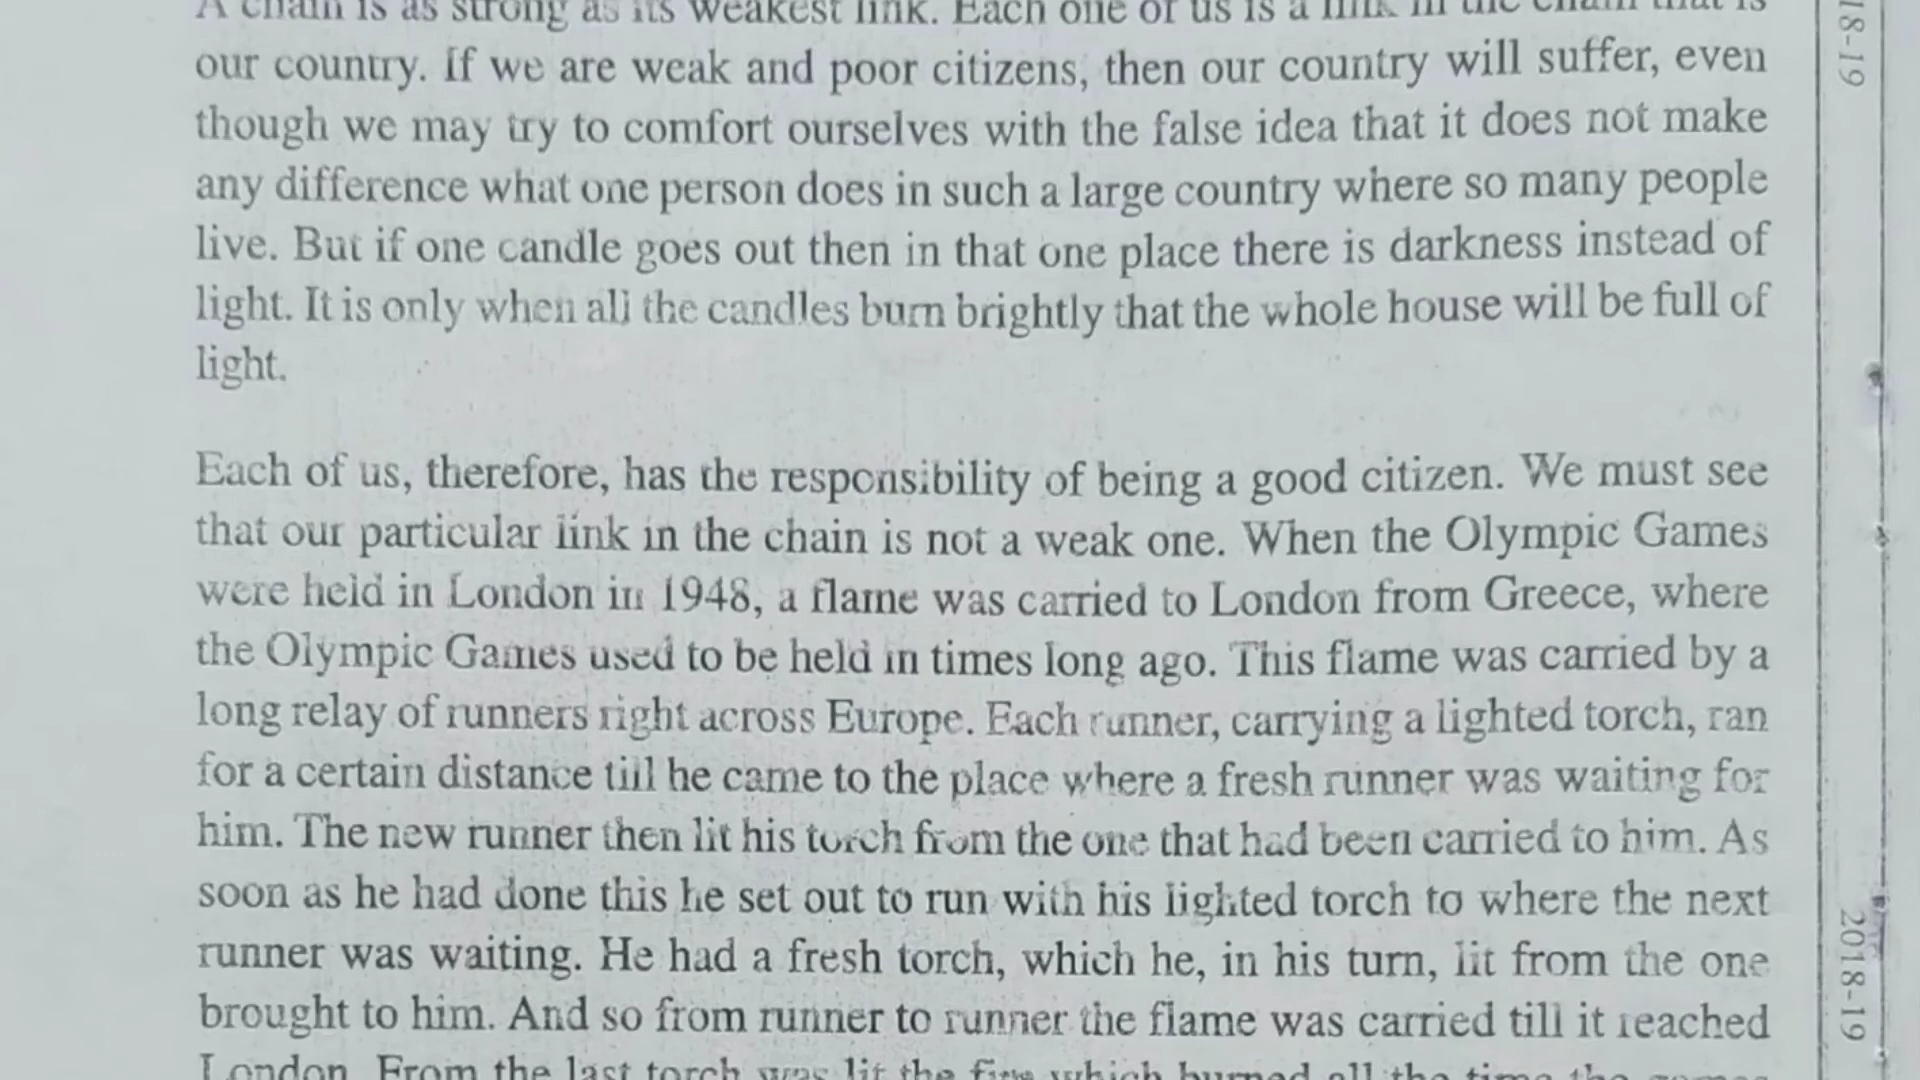 A chain is as strong as its weakest link. Each one of us is a link in the chain that is
our country. If we are weak and poor citizens, then our country will suffer, even
though we may try to comfort ourselves with the false idea that it does not make
any difference what one person does in such a large country where so many people
live. But if one candle goes out then in that one place there is darkness instead of
light. It is only when all the candles burn brightly that the whole house will be full of
light.
Each of us, therefore, has the responsibility of being a good citizen. We must see
that our particular link in the chain is not a weak one. When the Olympic Games
were held in London in 1948, a flame was carried to London from Greece, where
the Olympic Games used to be held in times long ago. This flame was carried by a
long relay of runners right across Europe. Each runner, carrying a lighted torch, ran
for a certain distance till he came to the place where a fresh runner was waiting for
him. The new runner then lit his torch from the one that had been carried to him. As
soon as he had done this he set out to run with his lighted torch to where the next
runner was waiting. He had a fresh torch, which he, in his turn, lit from the one
brought to him. And so from runner to runner the flame was carried till it reached
London. From the last torch was lit the fire which burned all the time the games
18-19
2018-19